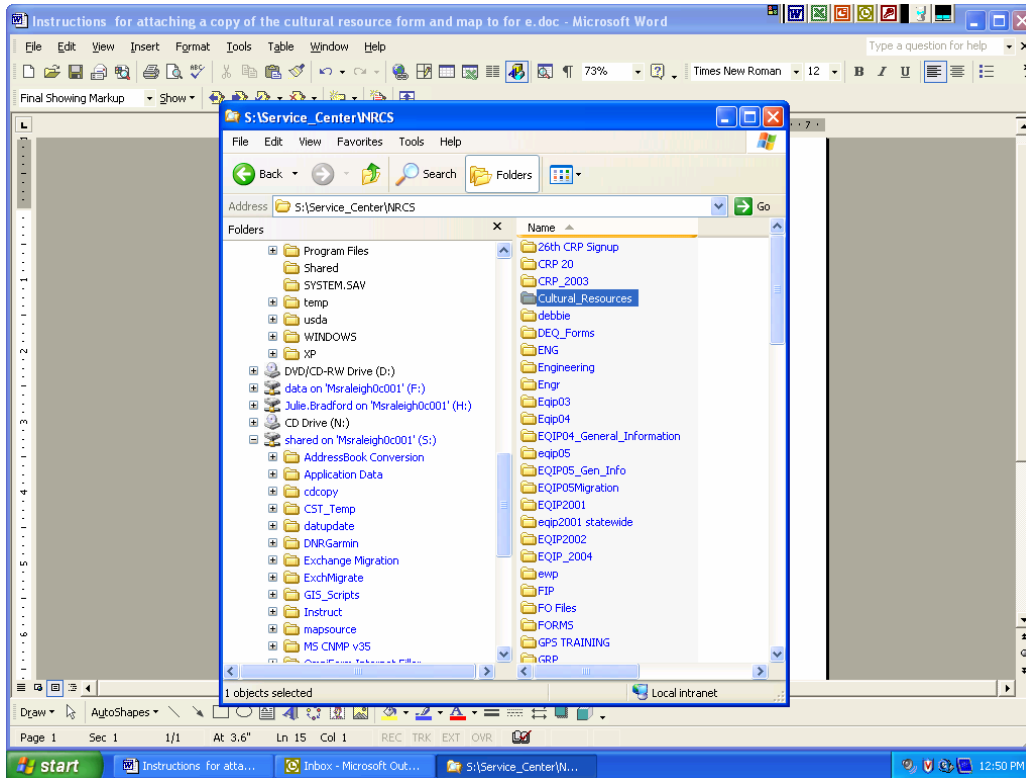 Instructions for attaching a copy of the cultural resource form and map to for e.doc - Microsoft Word
File Edit View Insert Format Tools Table Window Help
Type a question for help
73% Times New Roman 12 B I U
Final Showing Markup Show
S:\Service_Center\NRCS
File Edit View Favorites Tools Help
Back Search Folders
Address S:\Service_Center\NRCS Go
Folders X
Program Files
Shared
SYSTEM.SAV
temp
usda
WINDOWS
XP
DVD/CD-RW Drive (D:)
data on 'Msraleigh0c001' (F:)
Julie.Bradford on 'Msraleigh0c001' (H:)
CD Drive (N:)
shared on 'Msraleigh0c001' (S:)
AddressBook Conversion
Application Data
cdcopy
CST_Temp
datupdate
DNRGarmin
Exchange Migration
ExchMigrate
GIS_Scripts
Instruct
mapsource
MS CNMP v35
OmniForm Internet Filler
Name
26th CRP Signup
CRP 20
CRP_2003
Cultural_Resources
debbie
DEQ_Forms
ENG
Engineering
Engr
Eqip03
Eqip04
EQIP04_General_Information
eqip05
EQIP05_Gen_Info
EQIP05Migration
EQIP2001
eqip2001 statewide
EQIP2002
EQIP_2004
ewp
FIP
FO Files
FORMS
GPS TRAINING
GRP
1 objects selected Local intranet
Draw AutoShapes
Page 1 Sec 1 1/1 At 3.6" Ln 15 Col 1 REC TRK EXT OVR
start Instructions for atta... Inbox - Microsoft Out... S:\Service_Center\N... 12:50 PM